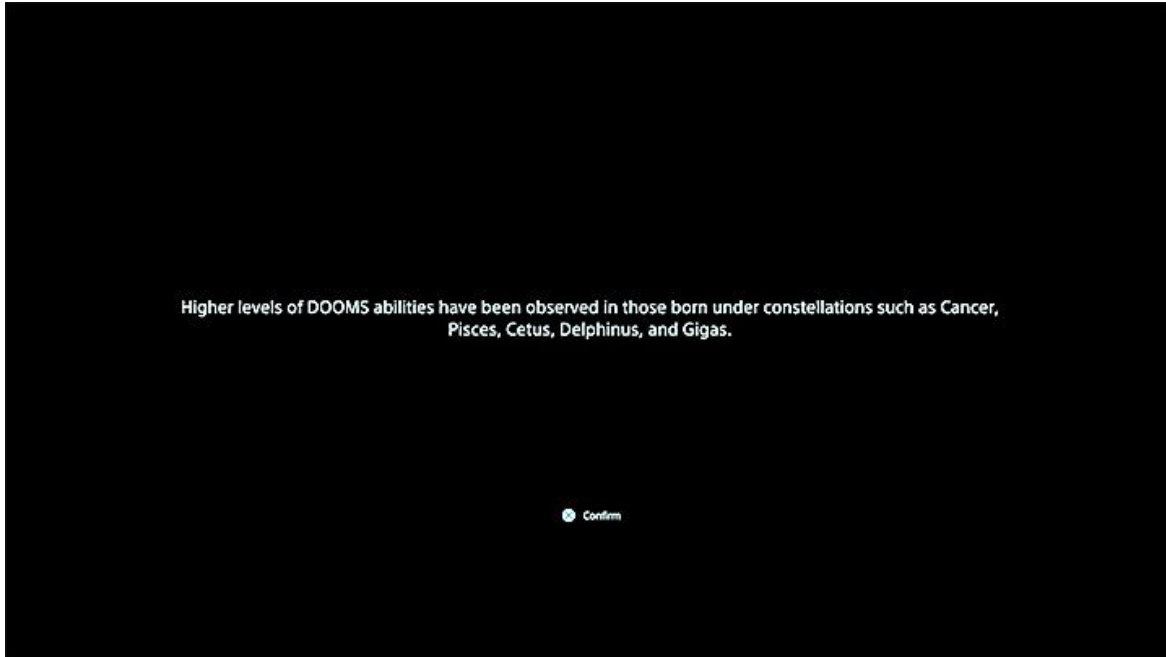 Higher levels of DOOMS abilities have been observed in those born under constellations such as Cancer,
Pisces, Cetus, Delphinus, and Gigas.
Confirm